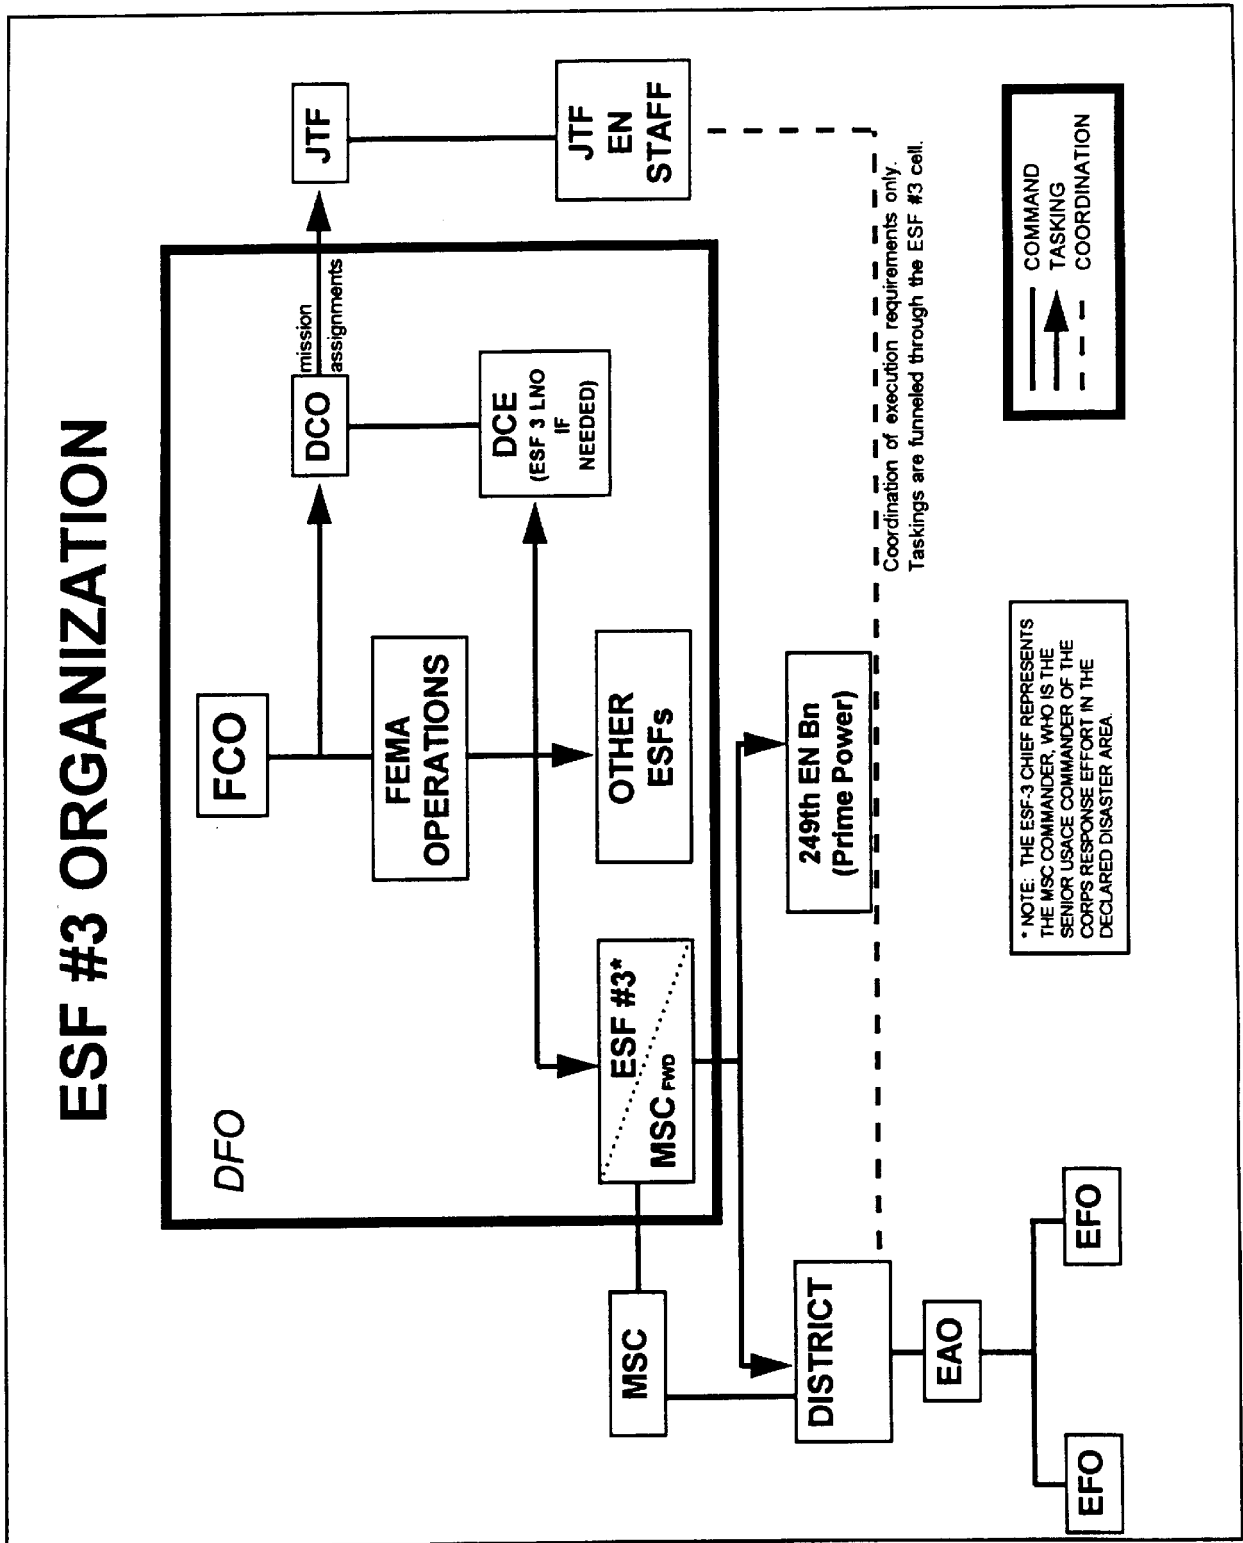 ESF #3 ORGANIZATION
DFO
FCO
FEMA
OPERATIONS
DCO
mission
assignments
JTF
JTF
EN
STAFF
DCE
(ESF 3 LNO
IF
NEEDED)
OTHER
ESFs
ESF #3*
MSC FWD
MSC
249th EN Bn
(Prime Power)
DISTRICT
Coordination of execution requirements only.
Taskings are funneled through the ESF #3 cell.
EAO
EFO
EFO
* NOTE: THE ESF-3 CHIEF REPRESENTS
THE MSC COMMANDER, WHO IS THE
SENIOR USACE COMMANDER OF THE
CORPS RESPONSE EFFORT IN THE
DECLARED DISASTER AREA.
COMMAND
TASKING
COORDINATION